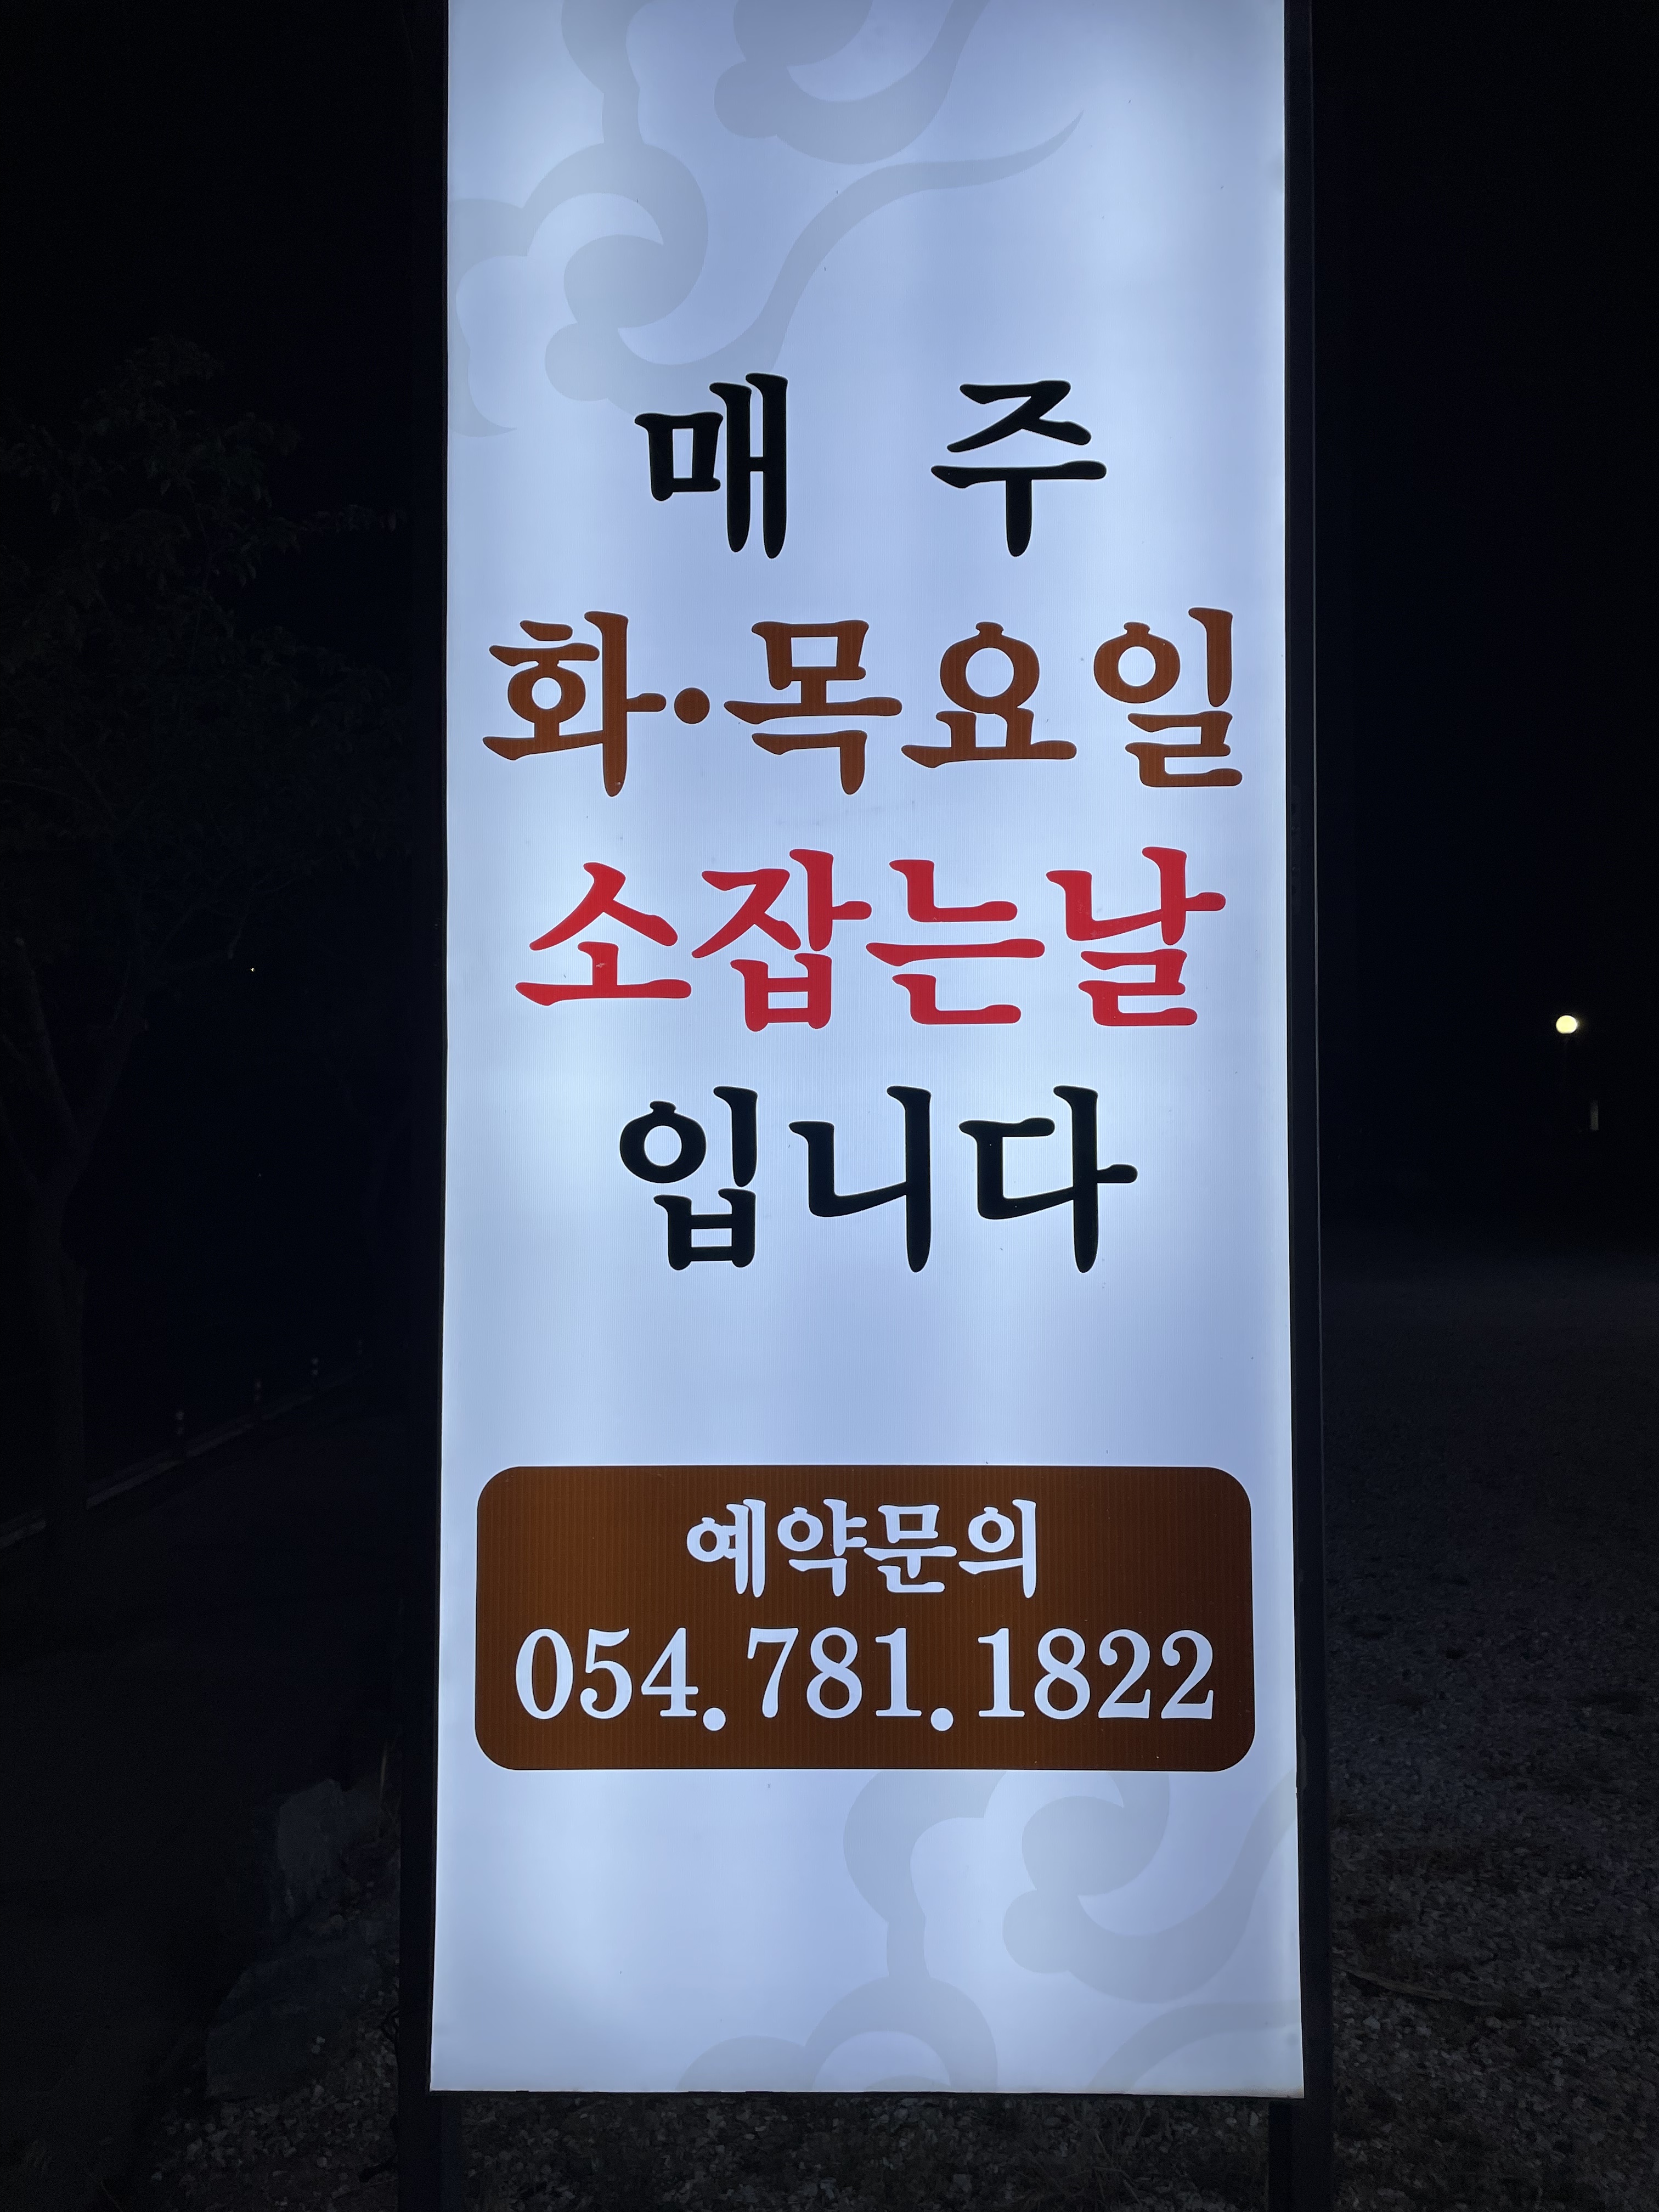 매 주
화·목요일
소잡는날
입니다
예약문의
054.781.1822